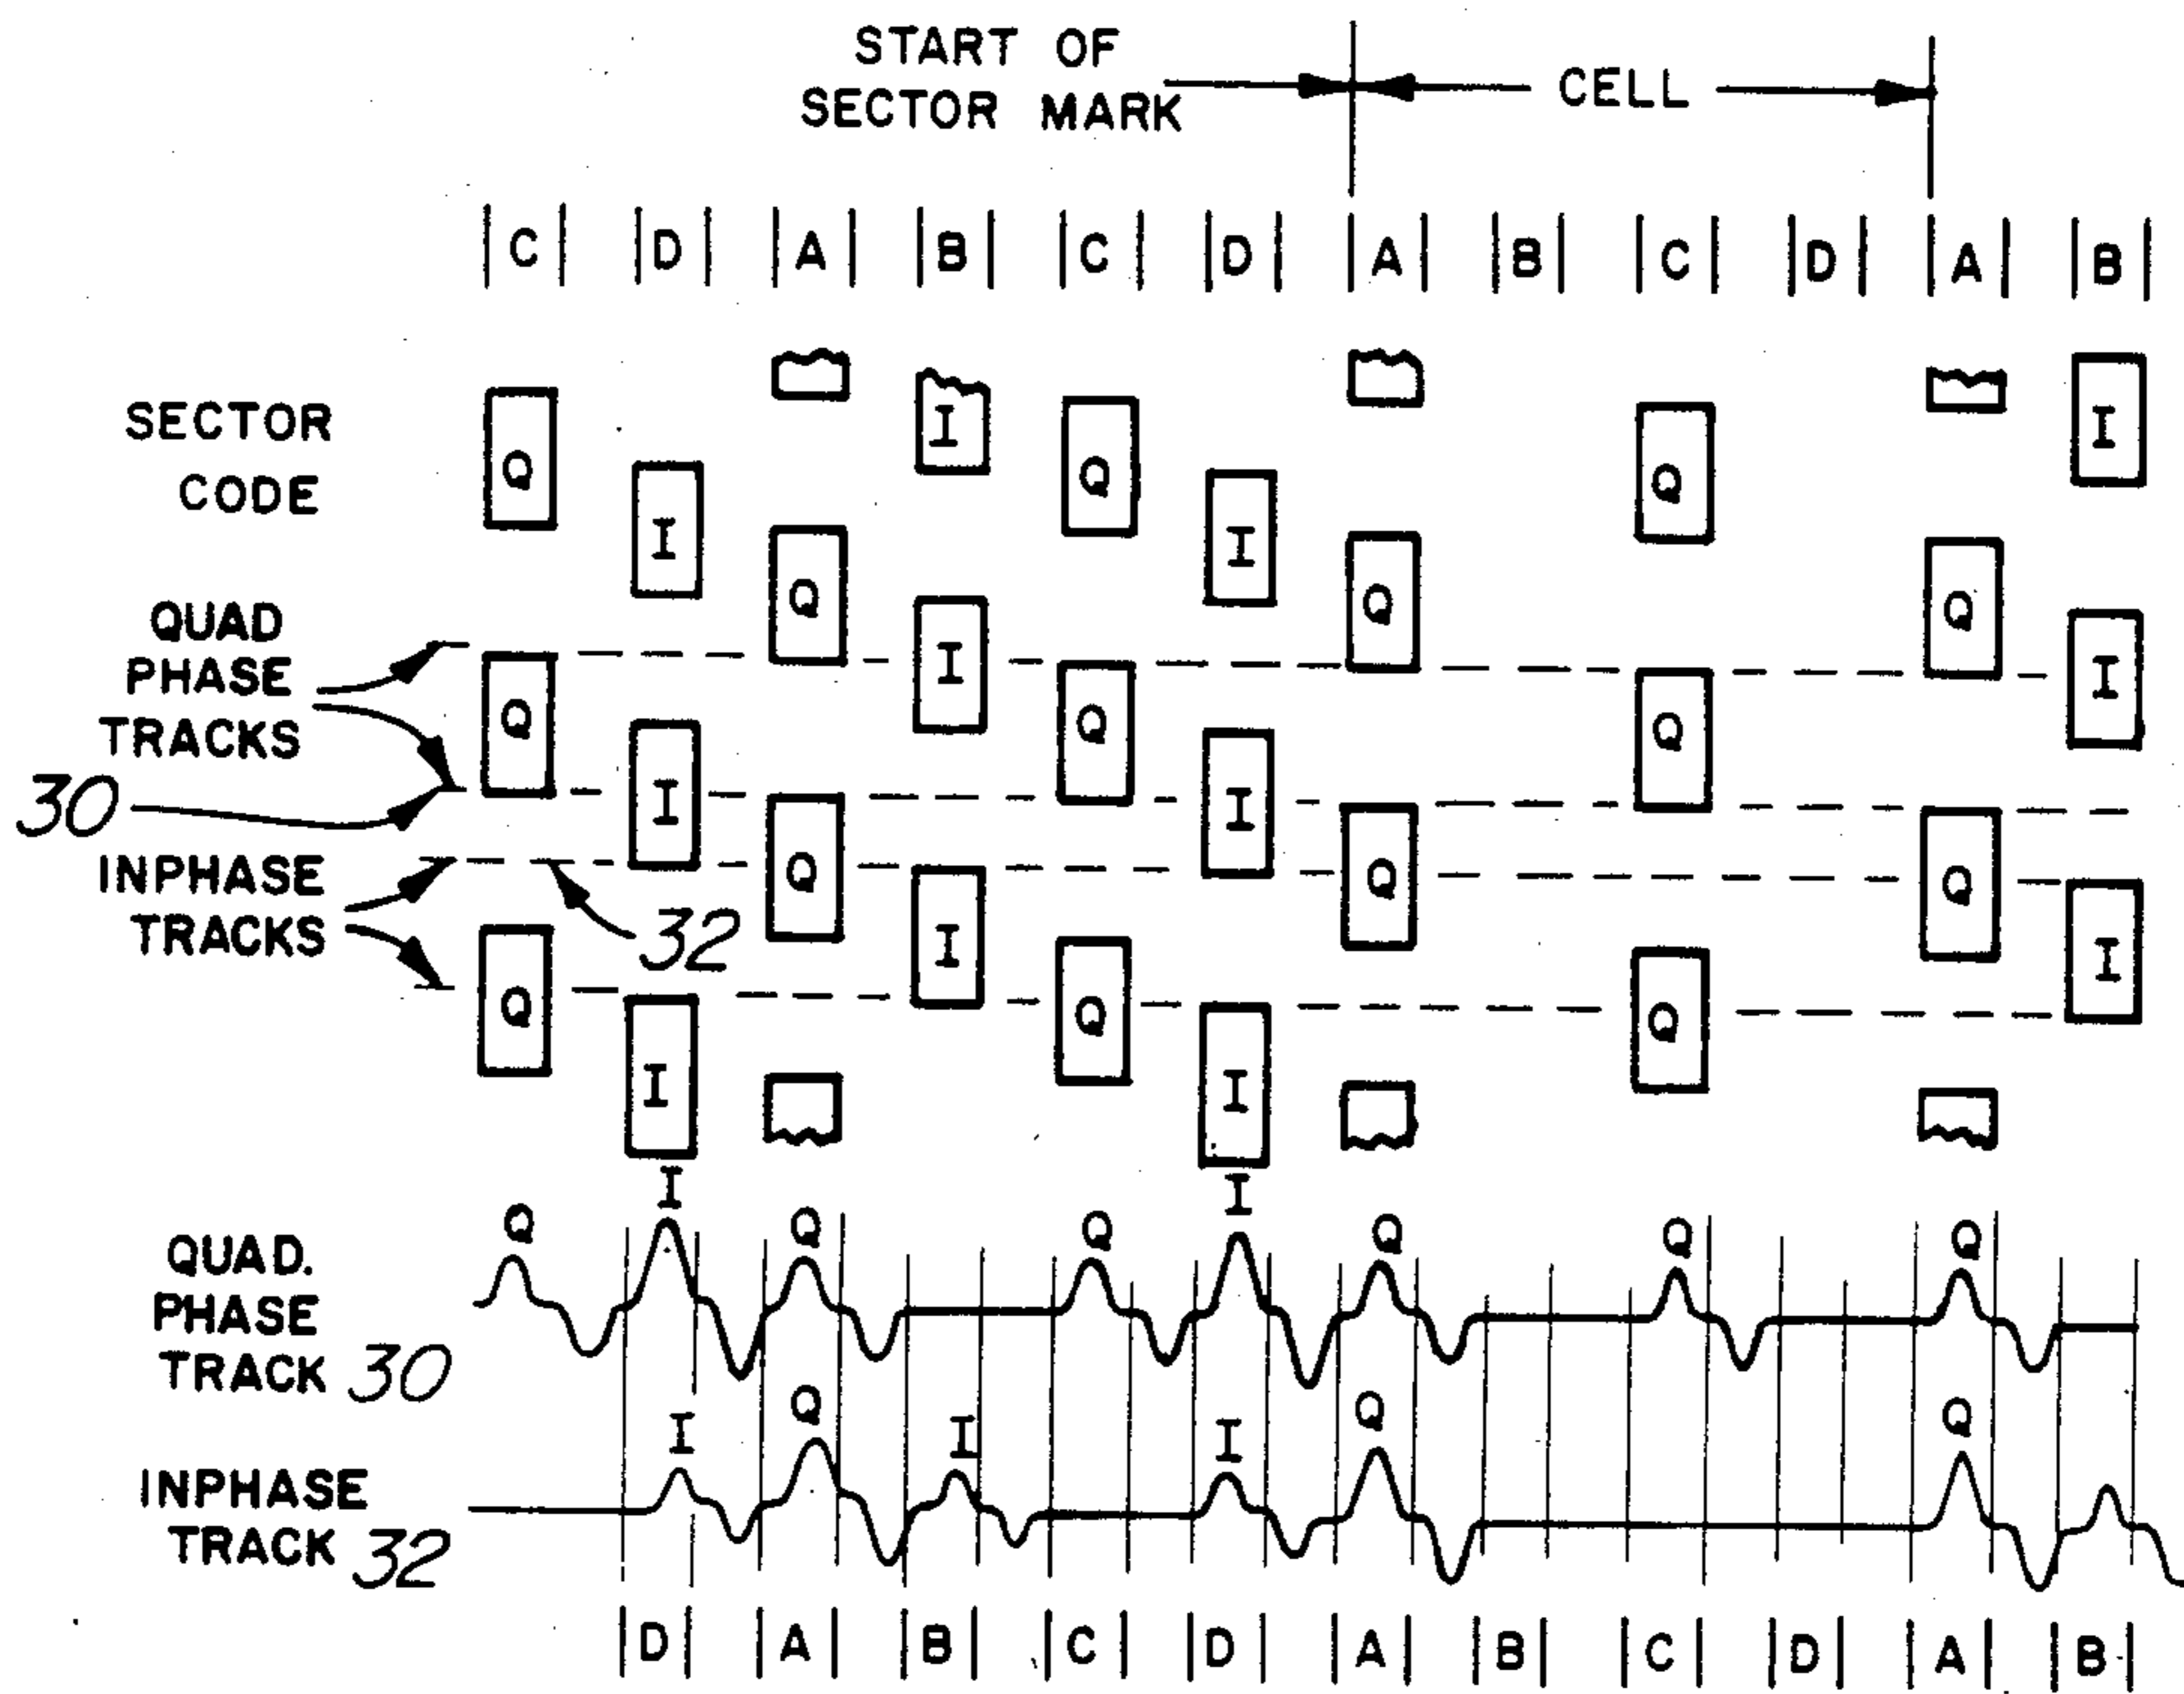 START OF
SECTOR MARK
CELL
C D A B C D A B C D A B
SECTOR
CODE
I I
Q Q Q
I I
Q Q Q
QUAD
PHASE
TRACKS
I I
Q Q Q
I I
30
Q Q Q
INPHASE
TRACKS
32
I I
Q Q Q
I I
I I
QUAD.
PHASE
TRACK 30
Q Q Q Q Q Q
INPHASE
TRACK 32
I Q I I Q Q
D A B C D A B C D A B